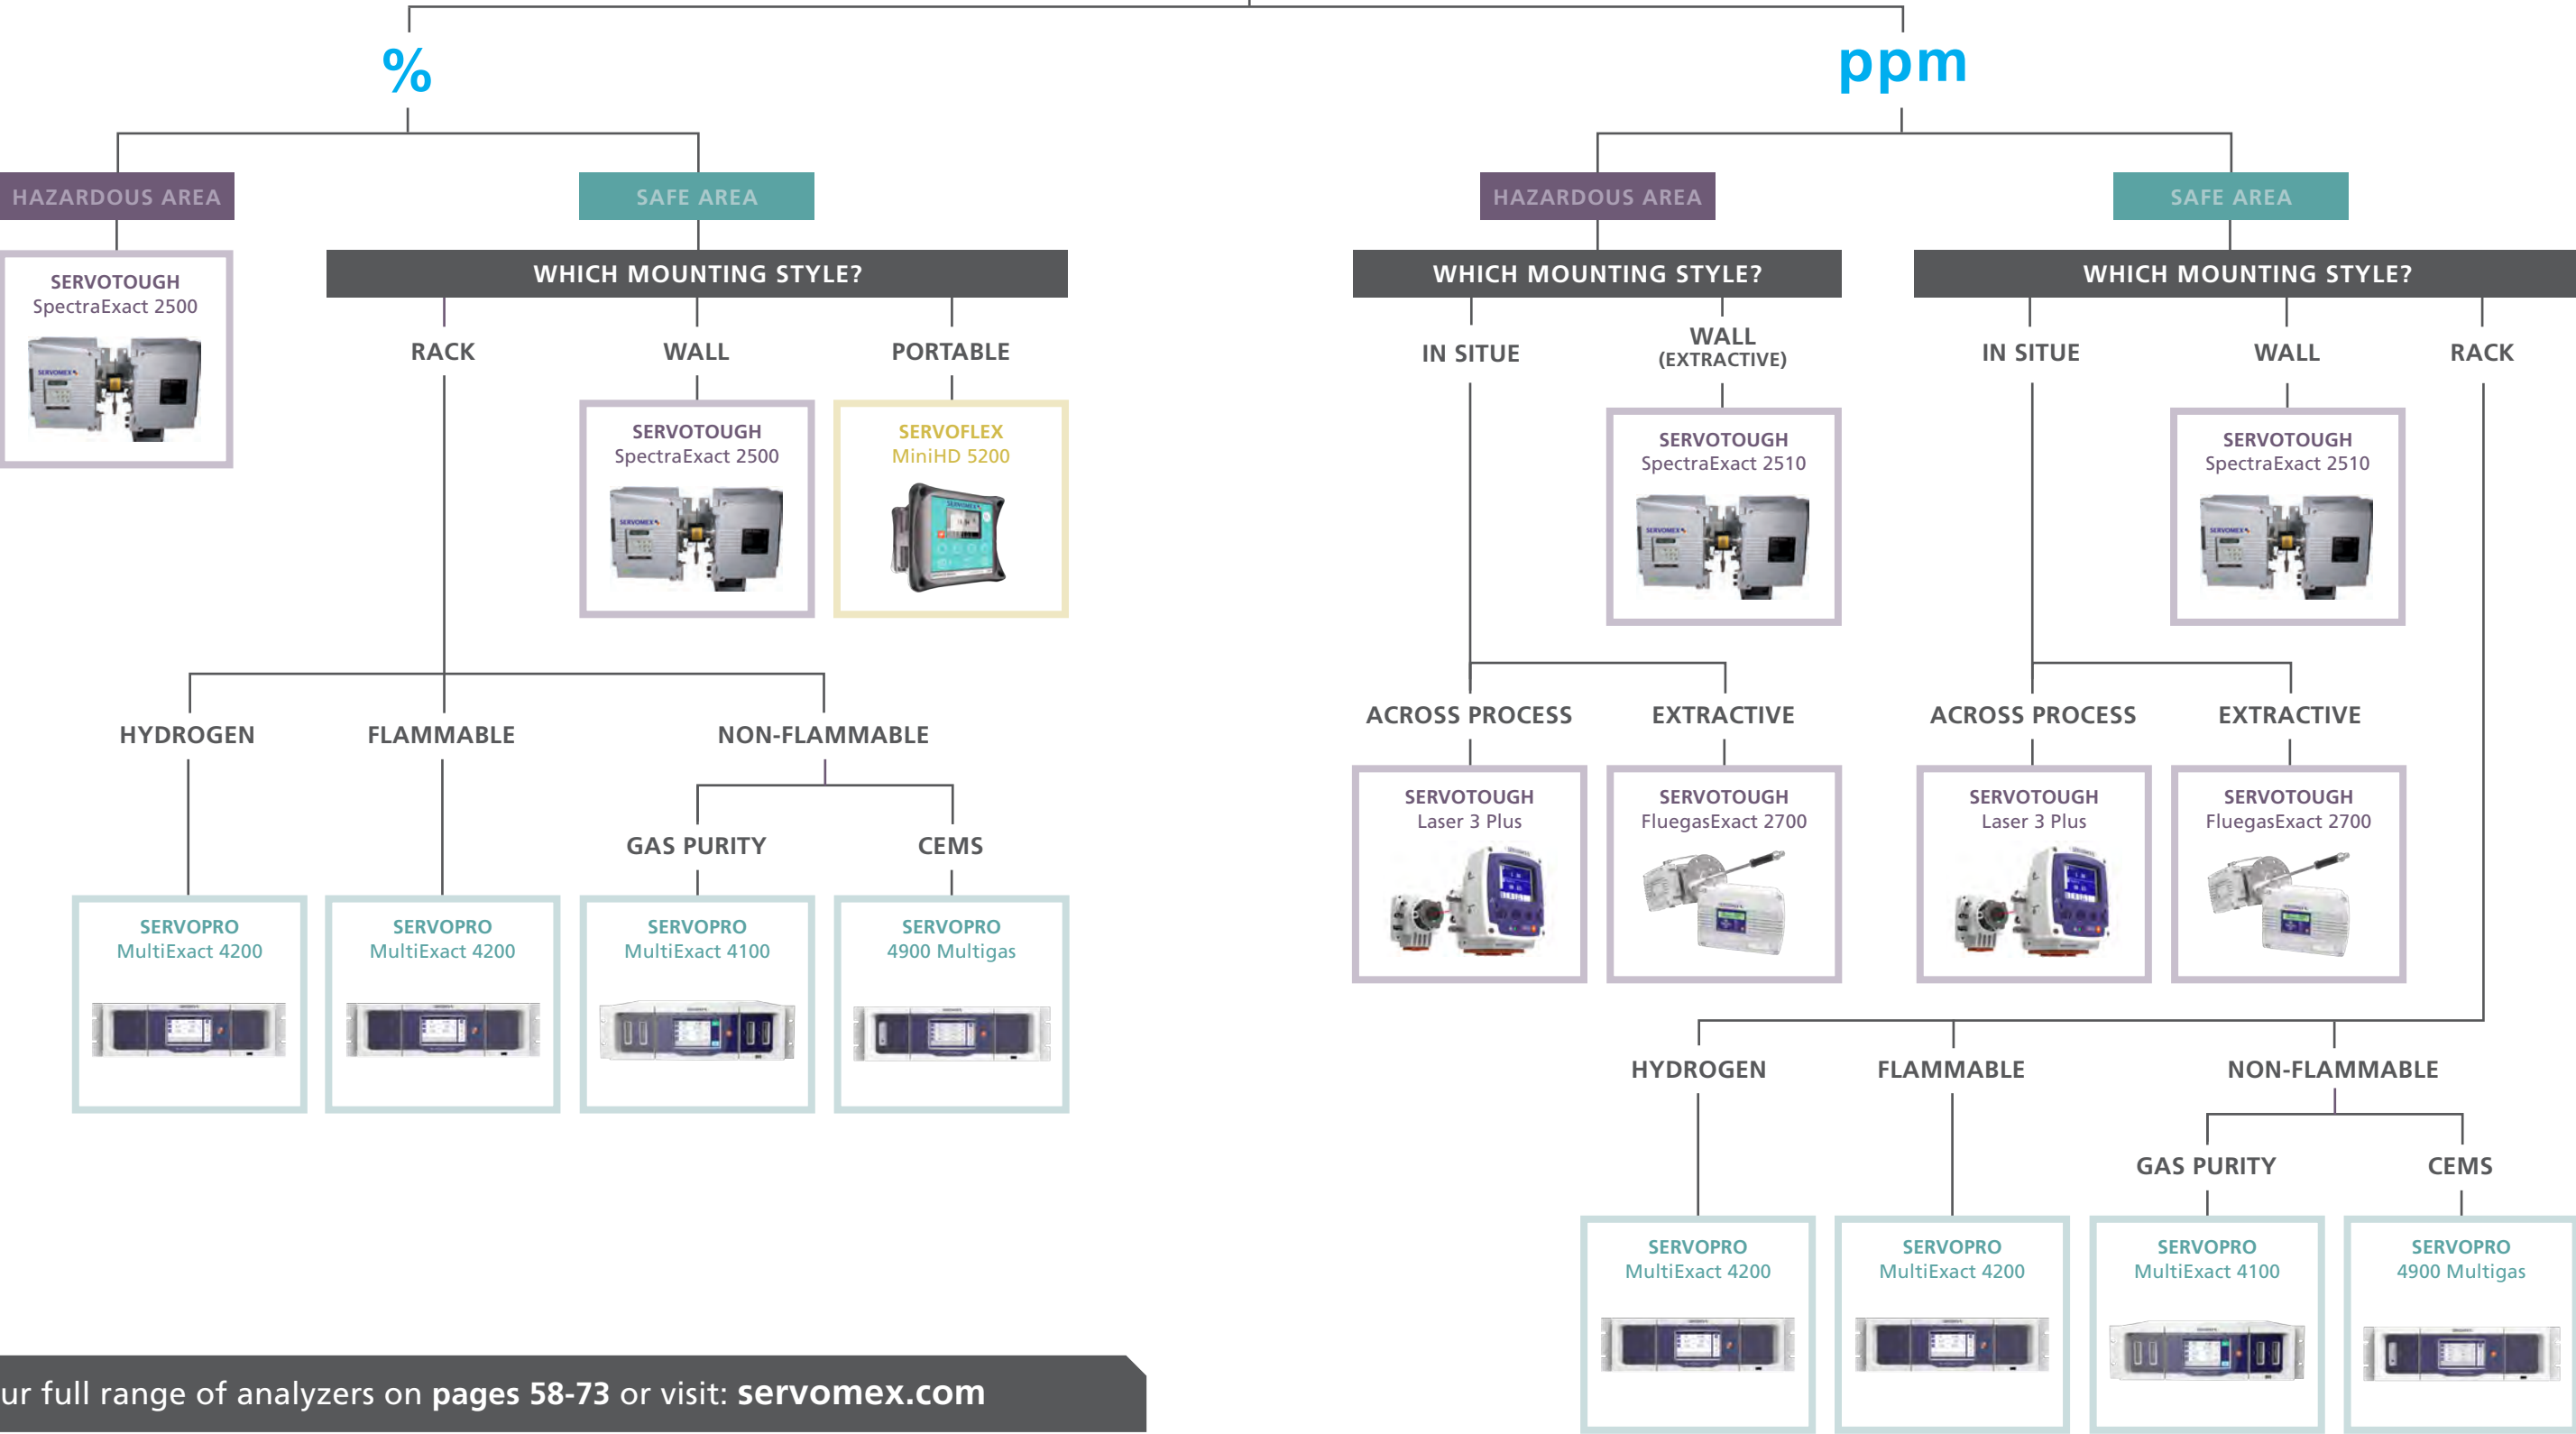 %
ppm
HAZARDOUS AREA
SAFE AREA
HAZARDOUS AREA
SAFE AREA
SERVOTOUGH
SpectraExact 2500
WHICH MOUNTING STYLE?
WHICH MOUNTING STYLE?
WHICH MOUNTING STYLE?
RACK
WALL
PORTABLE
IN SITUE
WALL
(EXTRACTIVE)
IN SITUE
WALL
RACK
SERVOMEX
SERVOTOUGH
SpectraExact 2500
SERVOMEX
SERVOFLEX
MiniHD 5200
SERVOMEX
SERVOTOUGH
SpectraExact 2510
SERVOMEX
SERVOTOUGH
SpectraExact 2510
SERVOMEX
HYDROGEN
FLAMMABLE
NON-FLAMMABLE
GAS PURITY
CEMS
SERVOPRO
MultiExact 4200
SERVOPRO
MultiExact 4200
SERVOPRO
MultiExact 4100
SERVOPRO
4900 Multigas
ACROSS PROCESS
EXTRACTIVE
ACROSS PROCESS
EXTRACTIVE
SERVOTOUGH
Laser 3 Plus
SERVOTOUGH
FluegasExact 2700
SERVOTOUGH
Laser 3 Plus
SERVOTOUGH
FluegasExact 2700
HYDROGEN
FLAMMABLE
NON-FLAMMABLE
GAS PURITY
CEMS
SERVOPRO
MultiExact 4200
SERVOPRO
MultiExact 4200
SERVOPRO
MultiExact 4100
SERVOPRO
4900 Multigas
ur full range of analyzers on pages 58-73 or visit: servomex.com